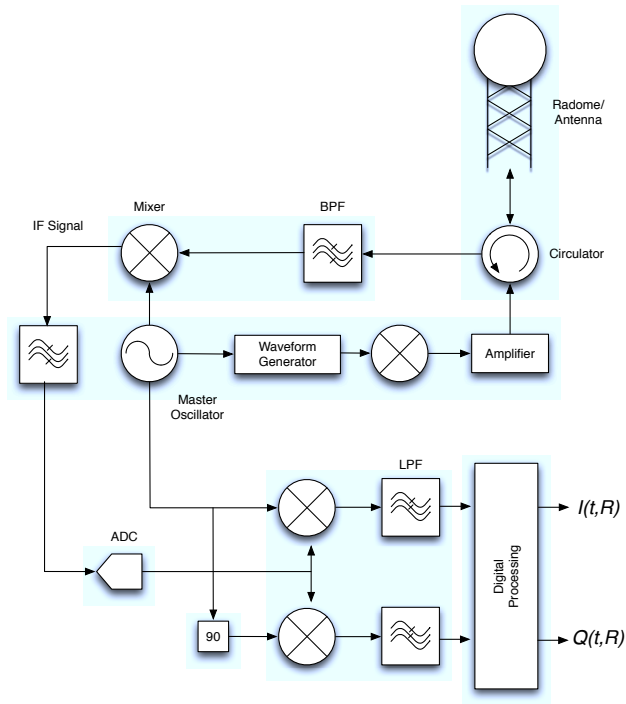 Radome/
Antenna
Mixer
BPF
IF Signal
Circulator
Waveform
Generator
Amplifier
Master
Oscillator
LPF
ADC
I(t,R)
Digital
Processing
90
Q(t,R)